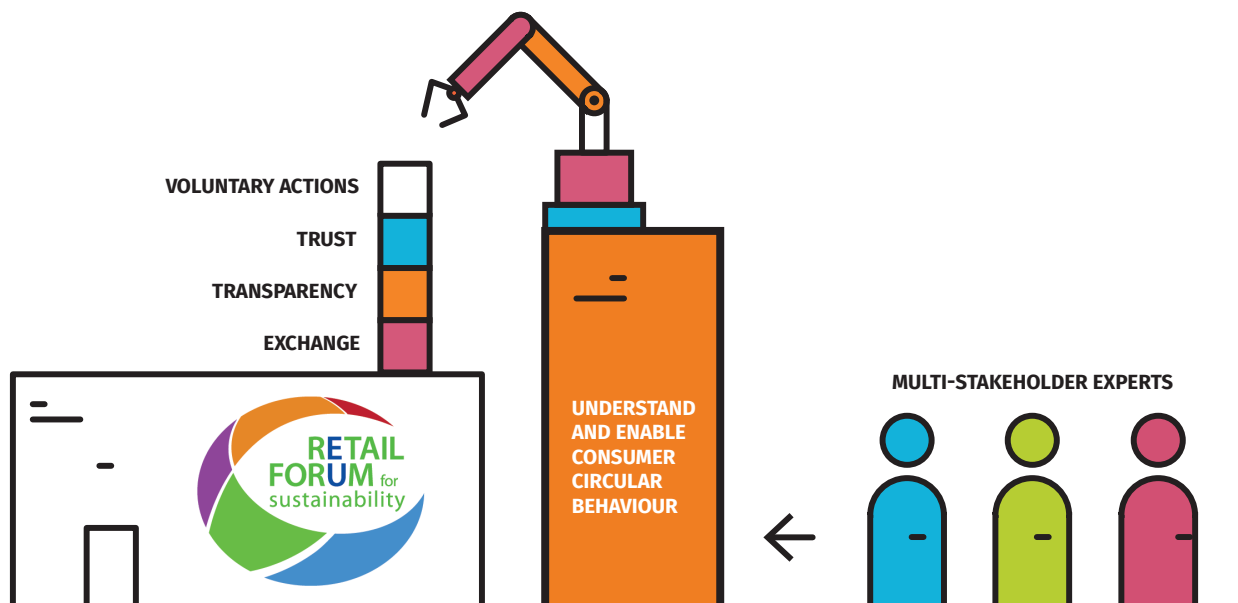 VOLUNTARY ACTIONS
TRUST
TRANSPARENCY
EXCHANGE
RETAIL
FORUM for
sustainability
UNDERSTAND
AND ENABLE
CONSUMER
CIRCULAR
BEHAVIOUR
MULTI-STAKEHOLDER EXPERTS